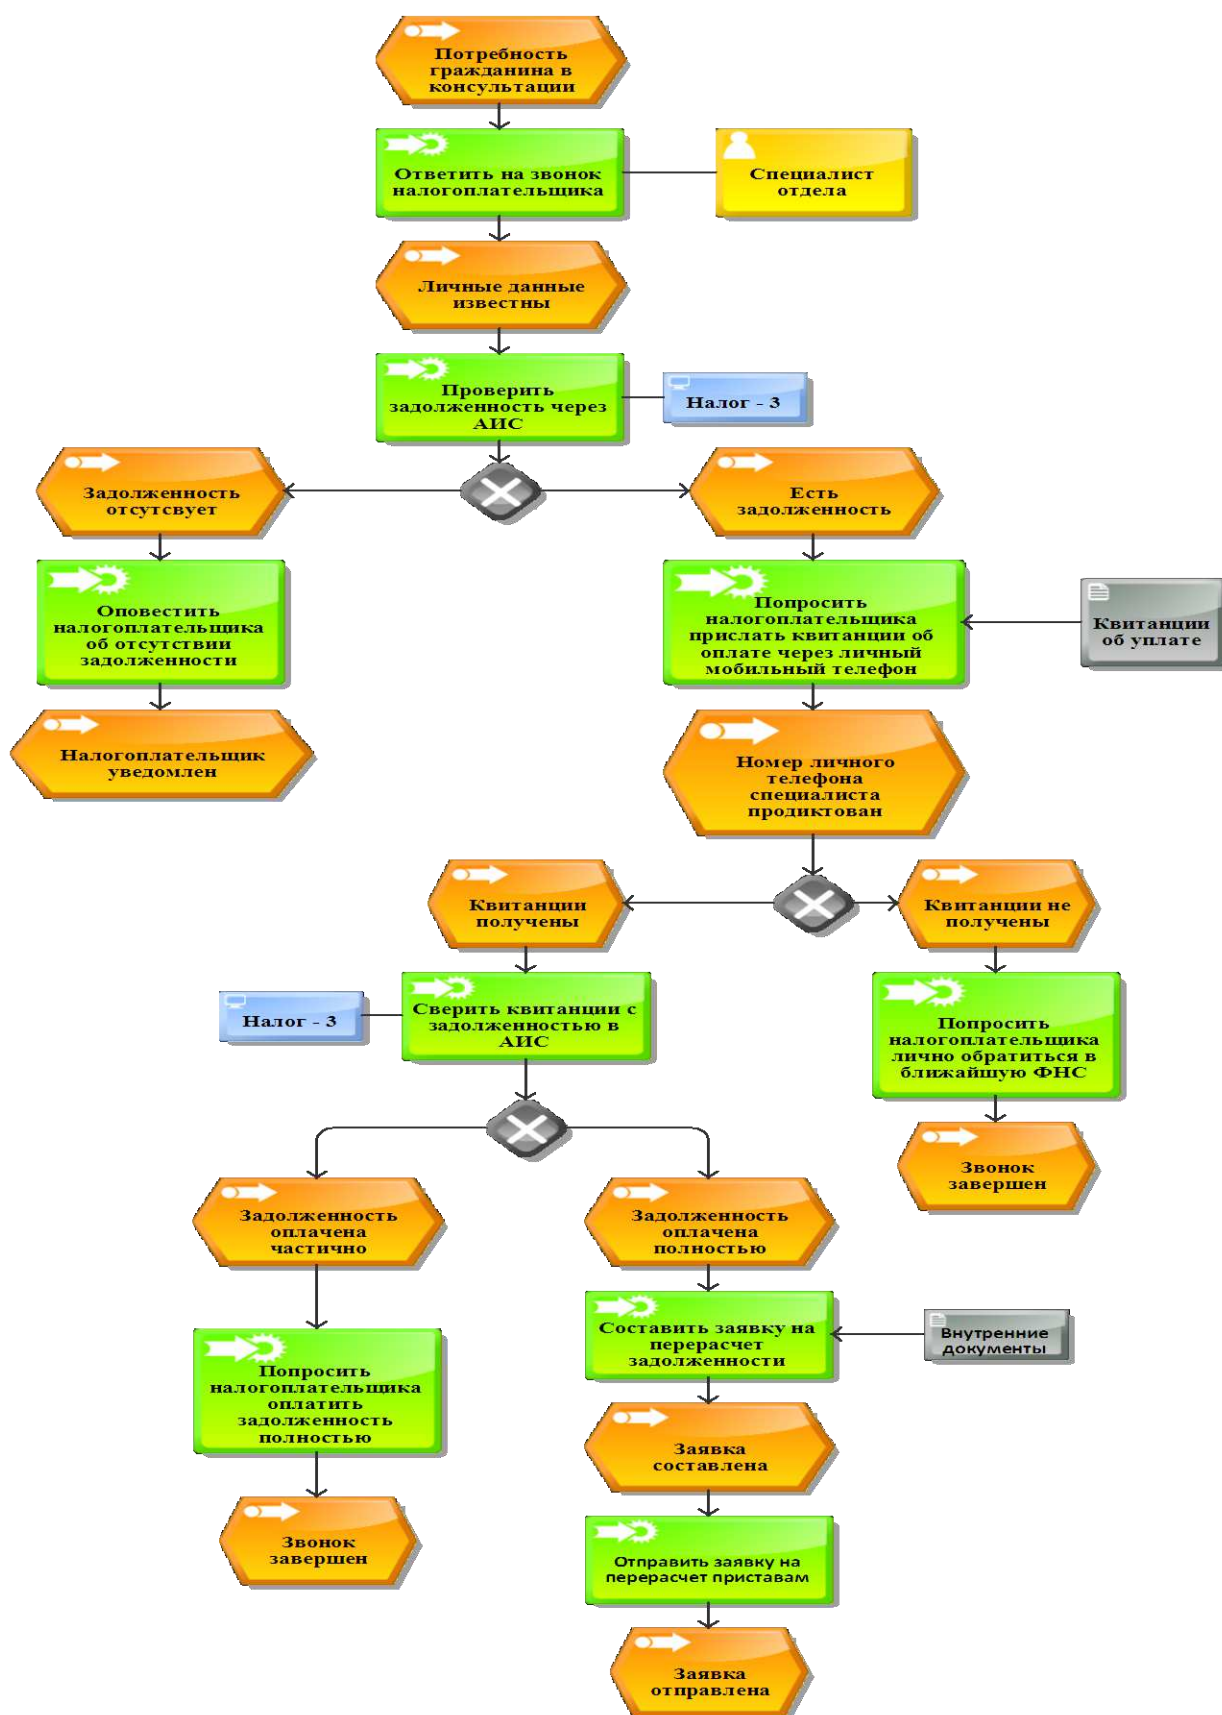 Потребность
гражданина в
консультации
Ответить на звонок
налогоплательщика
Специалист
отдела
Личные данные
известны
Проверить
задолженность через
АИС
Налог - 3
Задолженность
отсутсвует
Есть
задолженность
Оповестить
налогоплательщика
об отсутствии
задолженности
Попросить
налогоплательщика
прислать квитанции об
оплате через личный
мобильный телефон
Квитанции
об уплате
Налогоплательщик
уведомлен
Номер личного
телефона
специалиста
продиктован
Квитанции
получены
Квитанции не
получены
Налог - 3
Сверить квитанции с
задолженностью в
АИС
Попросить
налогоплательщика
лично обратиться в
ближайшую ФНС
Звонок
завершен
Задолженность
оплачена
частично
Задолженность
оплачена
полностью
Составить заявку на
перерасчет
задолженности
Внутренние
документы
Попросить
налогоплательщика
оплатить
задолженность
полностью
Заявка
составлена
Звонок
завершен
Отправить заявку на
перерасчет приставам
Заявка
отправлена